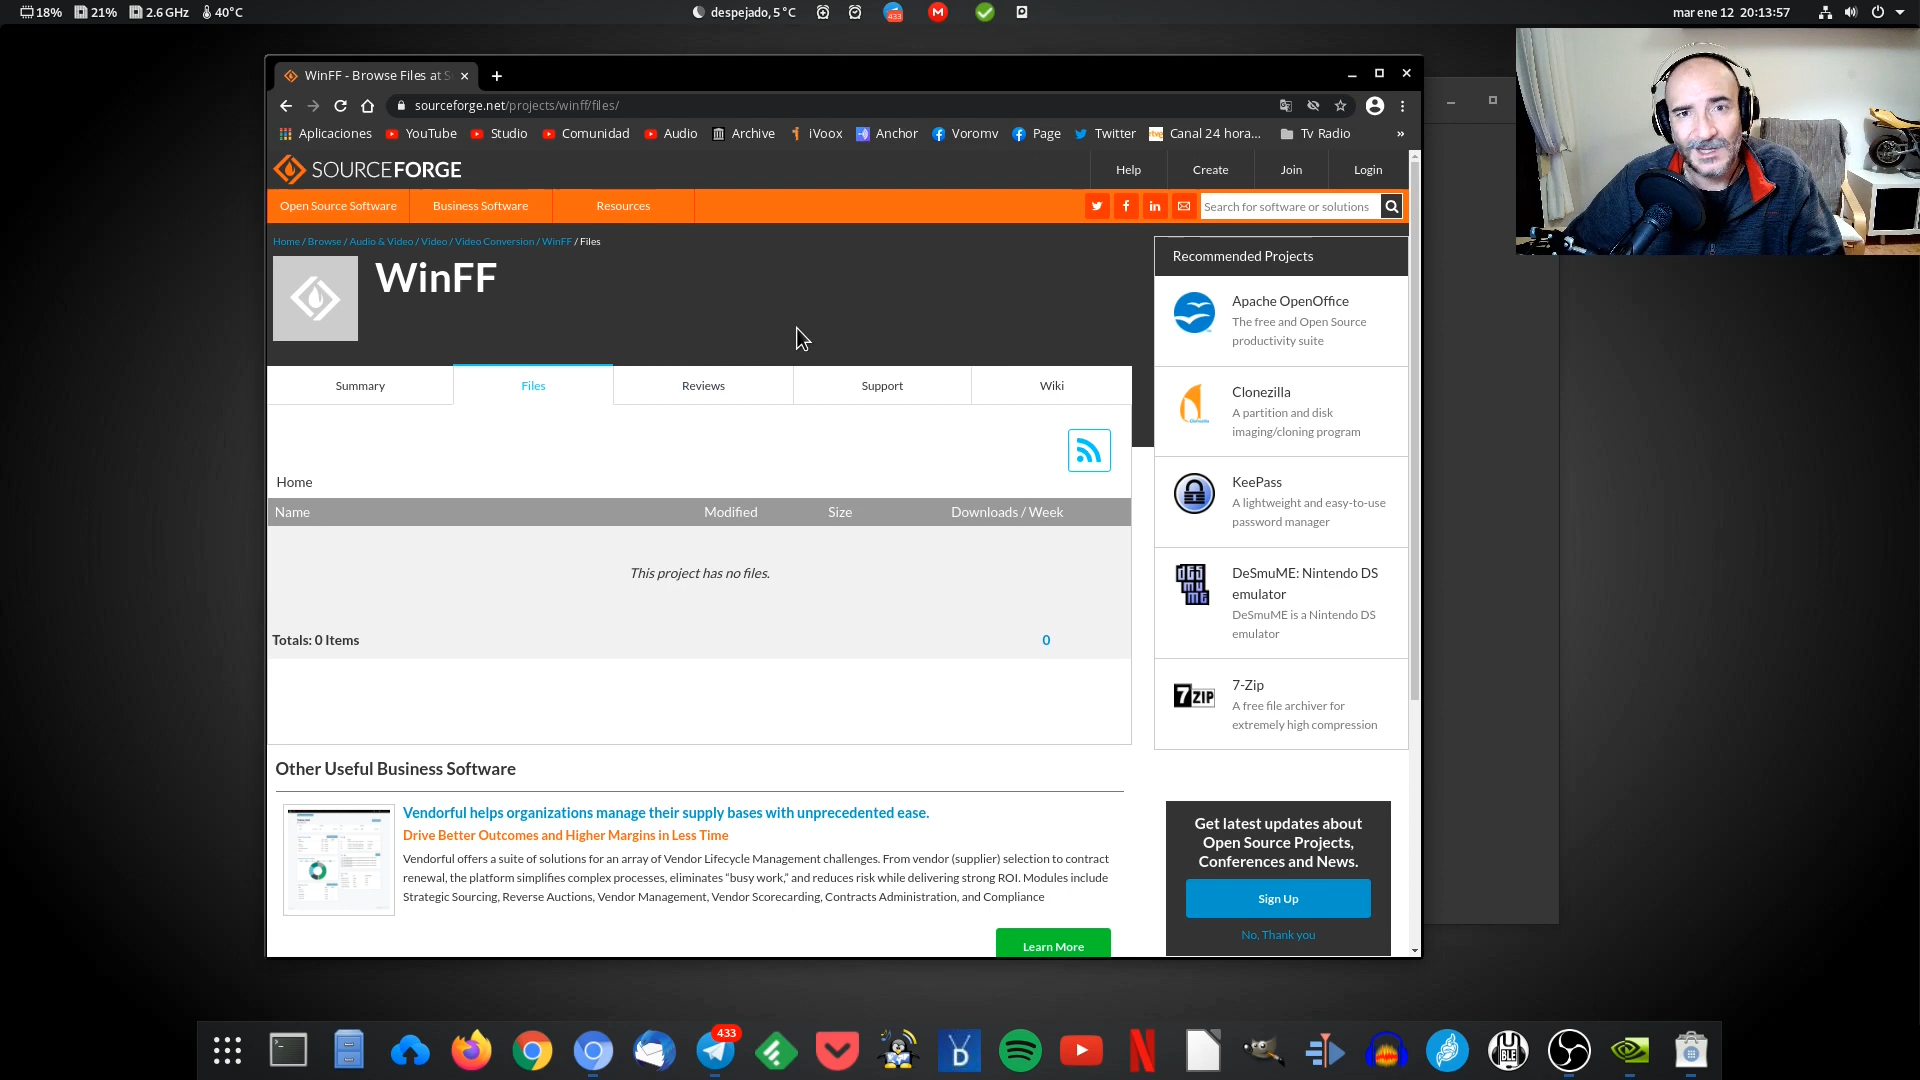 18% 21% 2.6 GHz 40°C
despejado, 5 °C
433
mar ene 12 20:13:57
WinFF - Browse Files at S
sourceforge.net/projects/winff/files/
Aplicaciones YouTube Studio Comunidad Audio Archive iVoox Anchor Voromv Page Twitter Canal 24 hora... Tv Radio »
SOURCEFORGE
Help Create Join Login
Open Source Software Business Software Resources
Search for software or solutions
Home / Browse / Audio & Video / Video / Video Conversion / WinFF / Files
WinFF
Summary Files Reviews Support Wiki
Home
Name Modified Size Downloads / Week
This project has no files.
Totals: 0 Items 0
Recommended Projects
Apache OpenOffice
The free and Open Source
productivity suite
Clonezilla
A partition and disk
imaging/cloning program
KeePass
A lightweight and easy-to-use
password manager
DeSmuME: Nintendo DS
emulator
DeSmuME is a Nintendo DS
emulator
7-Zip
A free file archiver for
extremely high compression
Other Useful Business Software
Vendorful helps organizations manage their supply bases with unprecedented ease.
Drive Better Outcomes and Higher Margins in Less Time
Vendorful offers a suite of solutions for an array of Vendor Lifecycle Management challenges. From vendor (supplier) selection to contract
renewal, the platform simplifies complex processes, eliminates “busy work,” and reduces risk while delivering strong ROI. Modules include
Strategic Sourcing, Reverse Auctions, Vendor Management, Vendor Scorecarding, Contracts Administration, and Compliance
Learn More
Get latest updates about
Open Source Projects,
Conferences and News.
Sign Up
No, Thank you
433